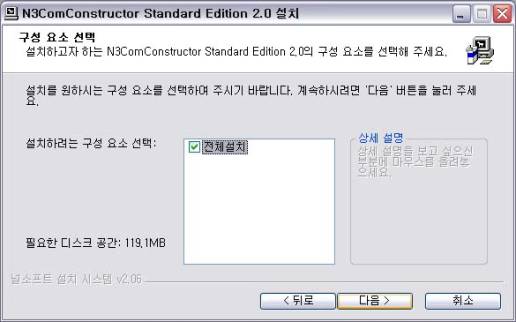 N3ComConstructor Standard Edition 2.0 설치
구성 요소 선택
설치하고자 하는 N3ComConstructor Standard Edition 2.0의 구성 요소를 선택해 주세요.
설치를 원하시는 구성 요소를 선택하여 주시기 바랍니다. 계속하시려면 '다음' 버튼을 눌러 주세
요.
설치하려는 구성 요소 선택:
전체설치
상세 설명
상세 설명을 보고 싶으신
부분에 마우스를 올려놓
으세요.
필요한 디스크 공간: 119.1MB
널소프트 설치 시스템 v2.06
< 뒤로
다음 >
취소